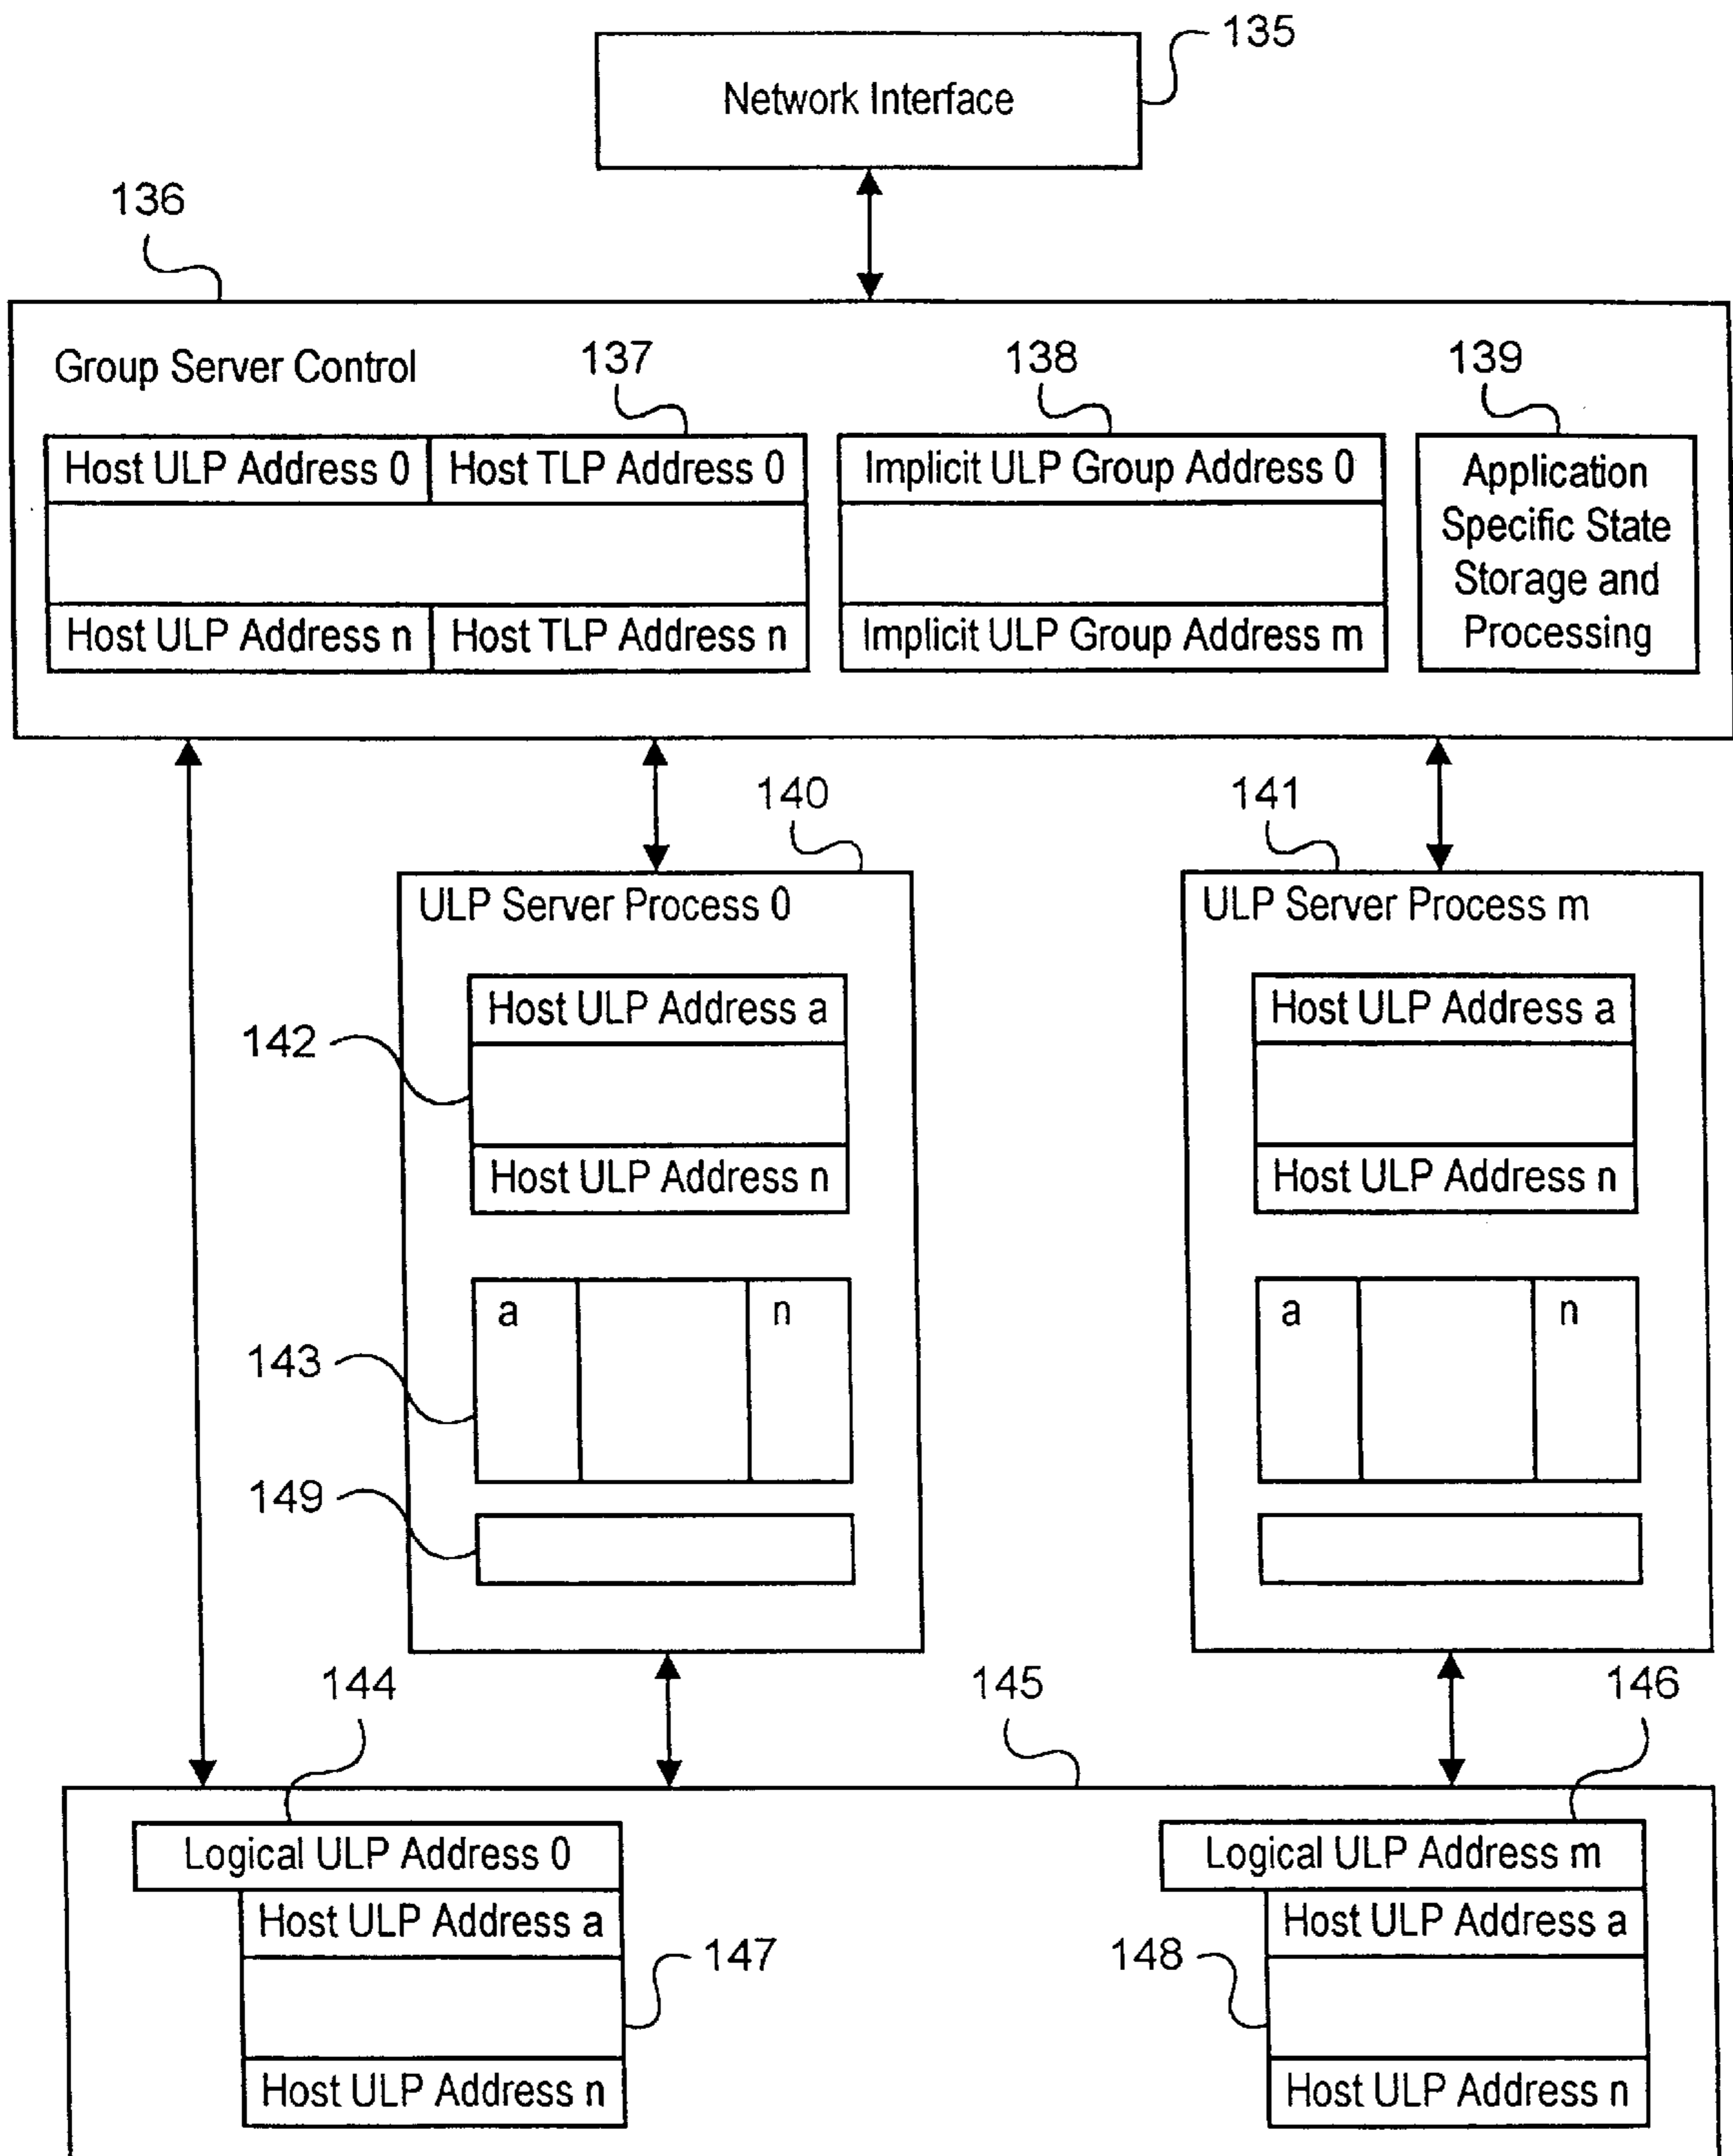 135
Network Interface
136
Group Server Control
137
138
139
Host ULP Address 0
Host TLP Address 0
Implicit ULP Group Address 0
Application
Specific State
Storage and
Processing
Host ULP Address n
Host TLP Address n
Implicit ULP Group Address m
140
141
ULP Server Process 0
ULP Server Process m
Host ULP Address a
Host ULP Address a
142
Host ULP Address n
Host ULP Address n
a
n
a
n
143
149
144
145
146
Logical ULP Address 0
Logical ULP Address m
Host ULP Address a
Host ULP Address a
147
148
Host ULP Address n
Host ULP Address n